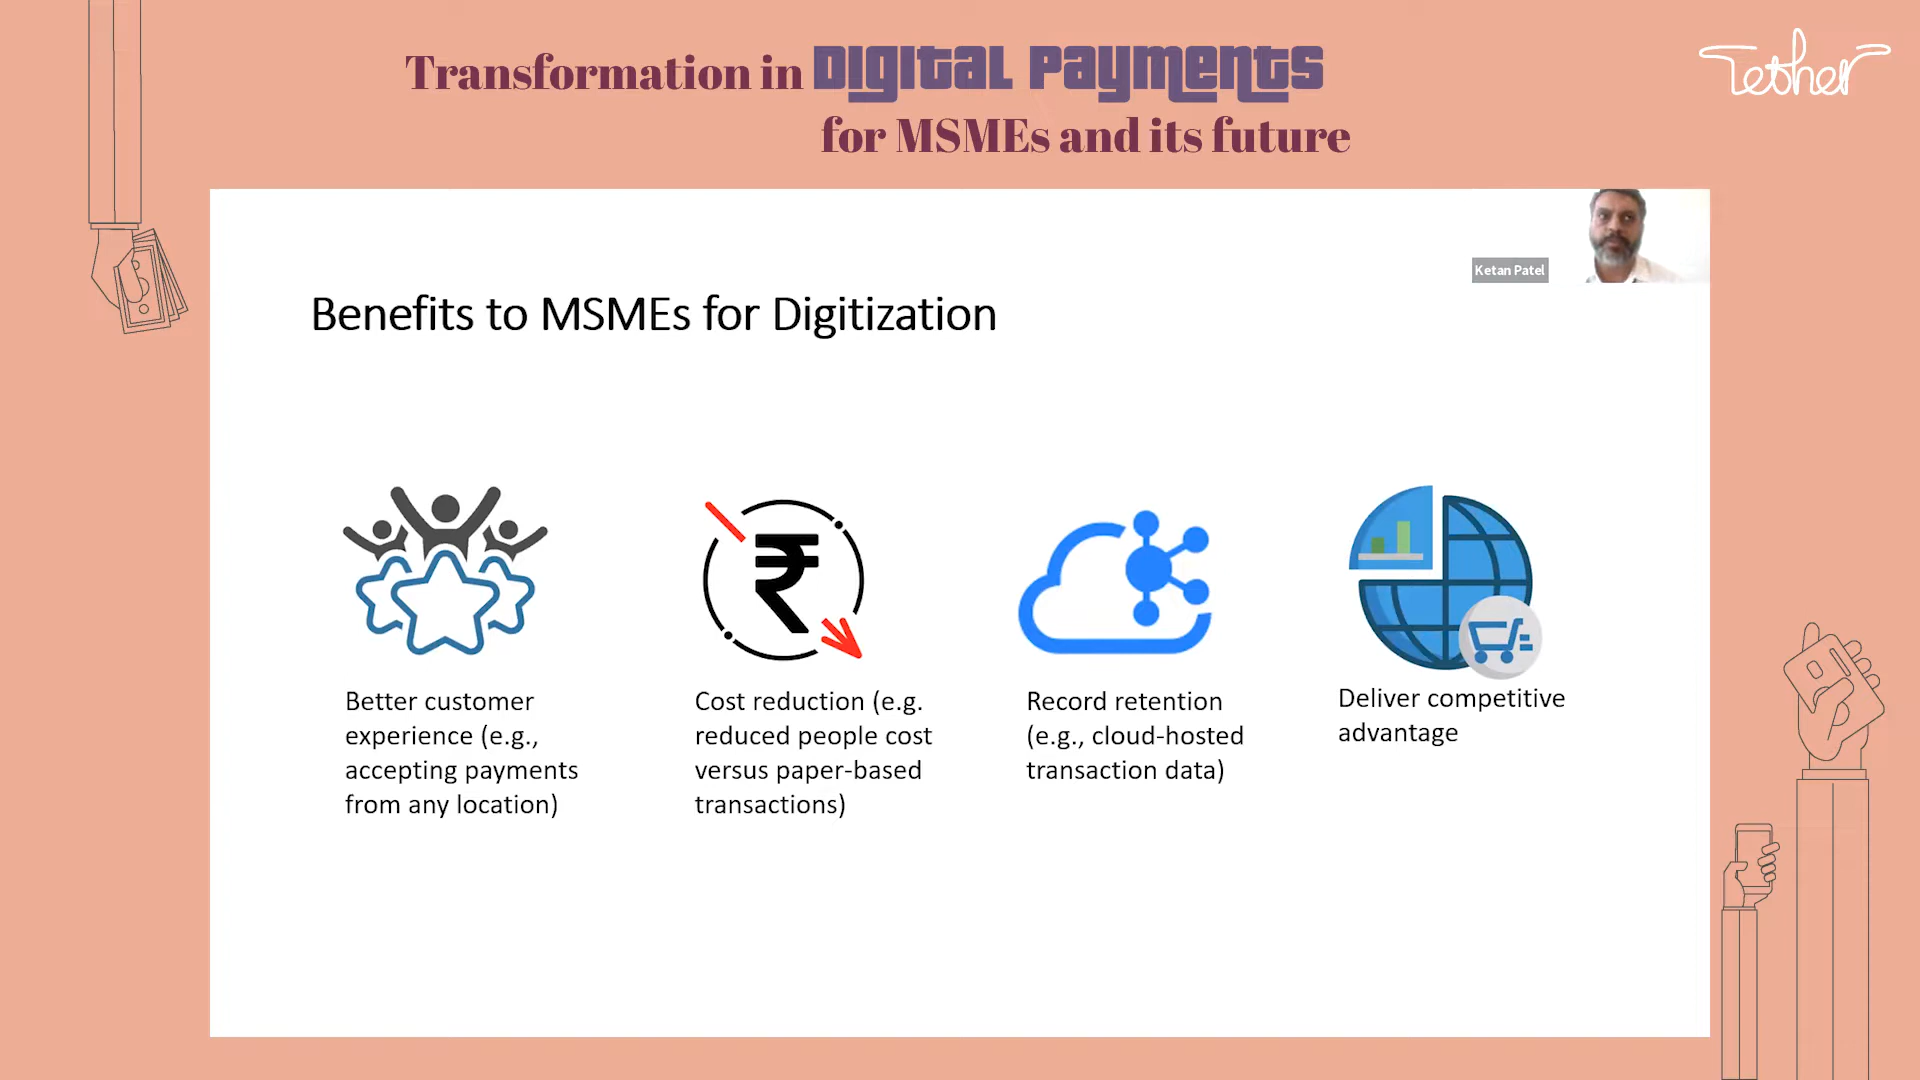 Transformation in Digital Payments
for MSMEs and its future
Tether
Ketan Patel
Benefits to MSMEs for Digitization
Better customer
experience (e.g.,
accepting payments
from any location)
Cost reduction (e.g.
reduced people cost
versus paper-based
transactions)
Record retention
(e.g., cloud-hosted
transaction data)
Deliver competitive
advantage